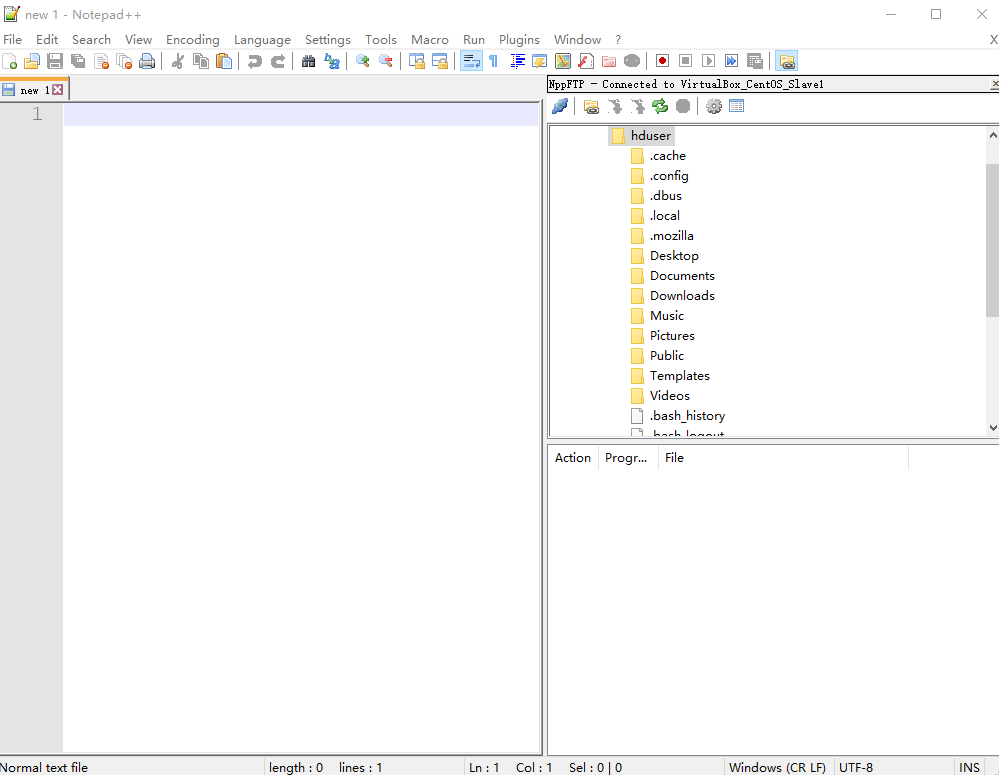 new 1 - Notepad++
File Edit Search View Encoding Language Settings Tools Macro Run Plugins Window ? X
new 1
NppFTP - Connected to VirtualBox_CentOS_Slave1
1
hduser
.cache
.config
.dbus
.local
.mozilla
Desktop
Documents
Downloads
Music
Pictures
Public
Templates
Videos
.bash_history
.bash_logout
Action Progr... File
Normal text file length : 0 lines : 1 Ln : 1 Col : 1 Sel : 0 | 0 Windows (CR LF) UTF-8 INS